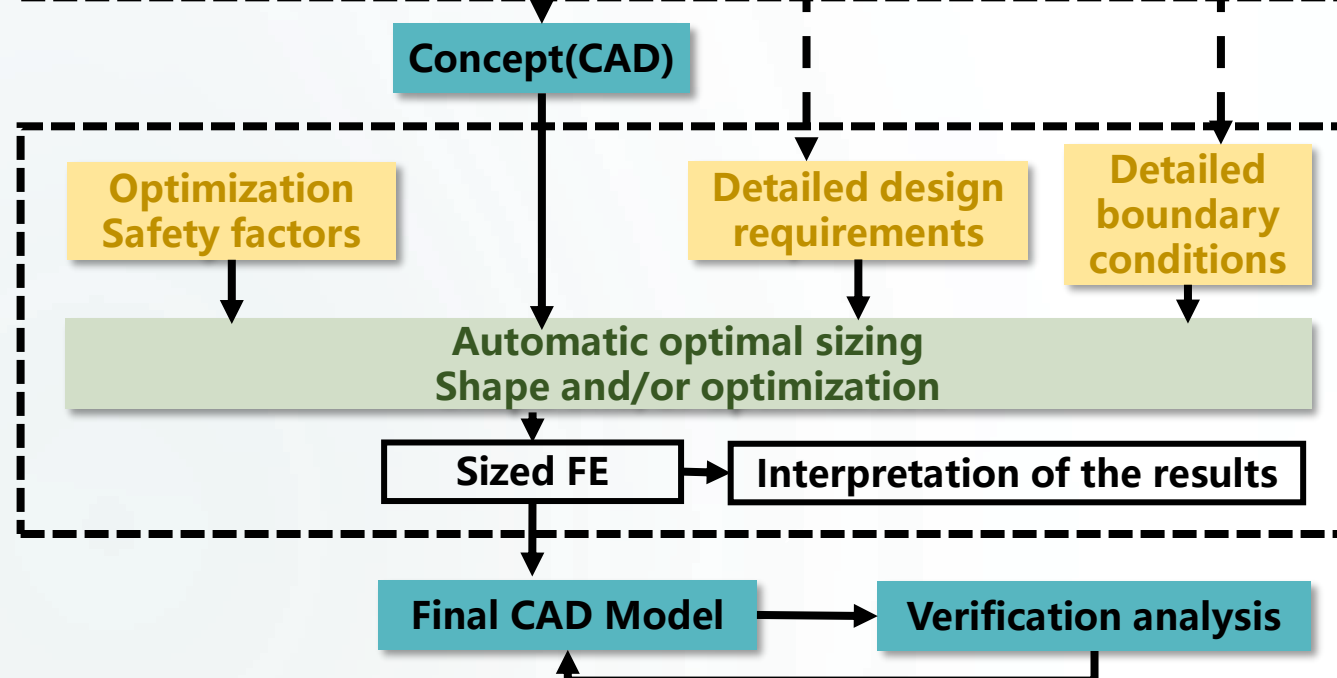 Concept(CAD)
Optimization
Safety factors
Detailed design
requirements
Detailed
boundary
conditions
Automatic optimal sizing
Shape and/or optimization
Sized FE
Interpretation of the results
Final CAD Model
Verification analysis